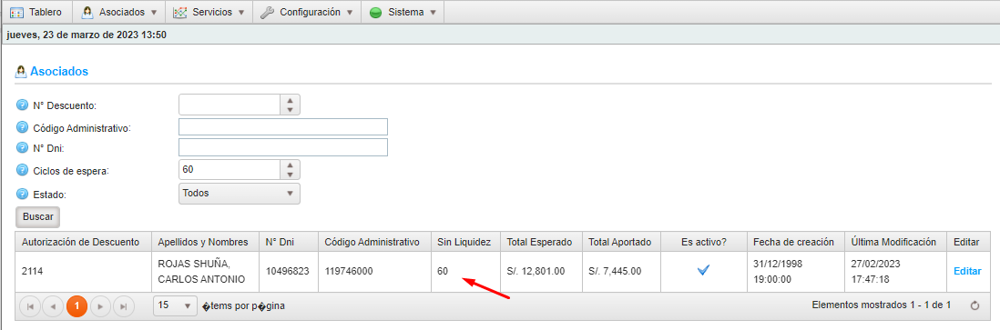 Tablero Asociados Servicios Configuración Sistema
jueves, 23 de marzo de 2023 13:50
Asociados
N° Descuento:
Código Administrativo:
N° Dni:
Ciclos de espera: 60
Estado: Todos
Buscar
Autorización de Descuento Apellidos y Nombres N° Dni Código Administrativo Sin Liquidez Total Esperado Total Aportado Es activo? Fecha de creación Última Modificación Editar
2114 ROJAS SHUÑA, CARLOS ANTONIO 10496823 119746000 60 S/. 12,801.00 S/. 7,445.00 31/12/1998 19:00:00 27/02/2023 17:47:18 Editar
1 15 �tems por p�gina Elementos mostrados 1 - 1 de 1